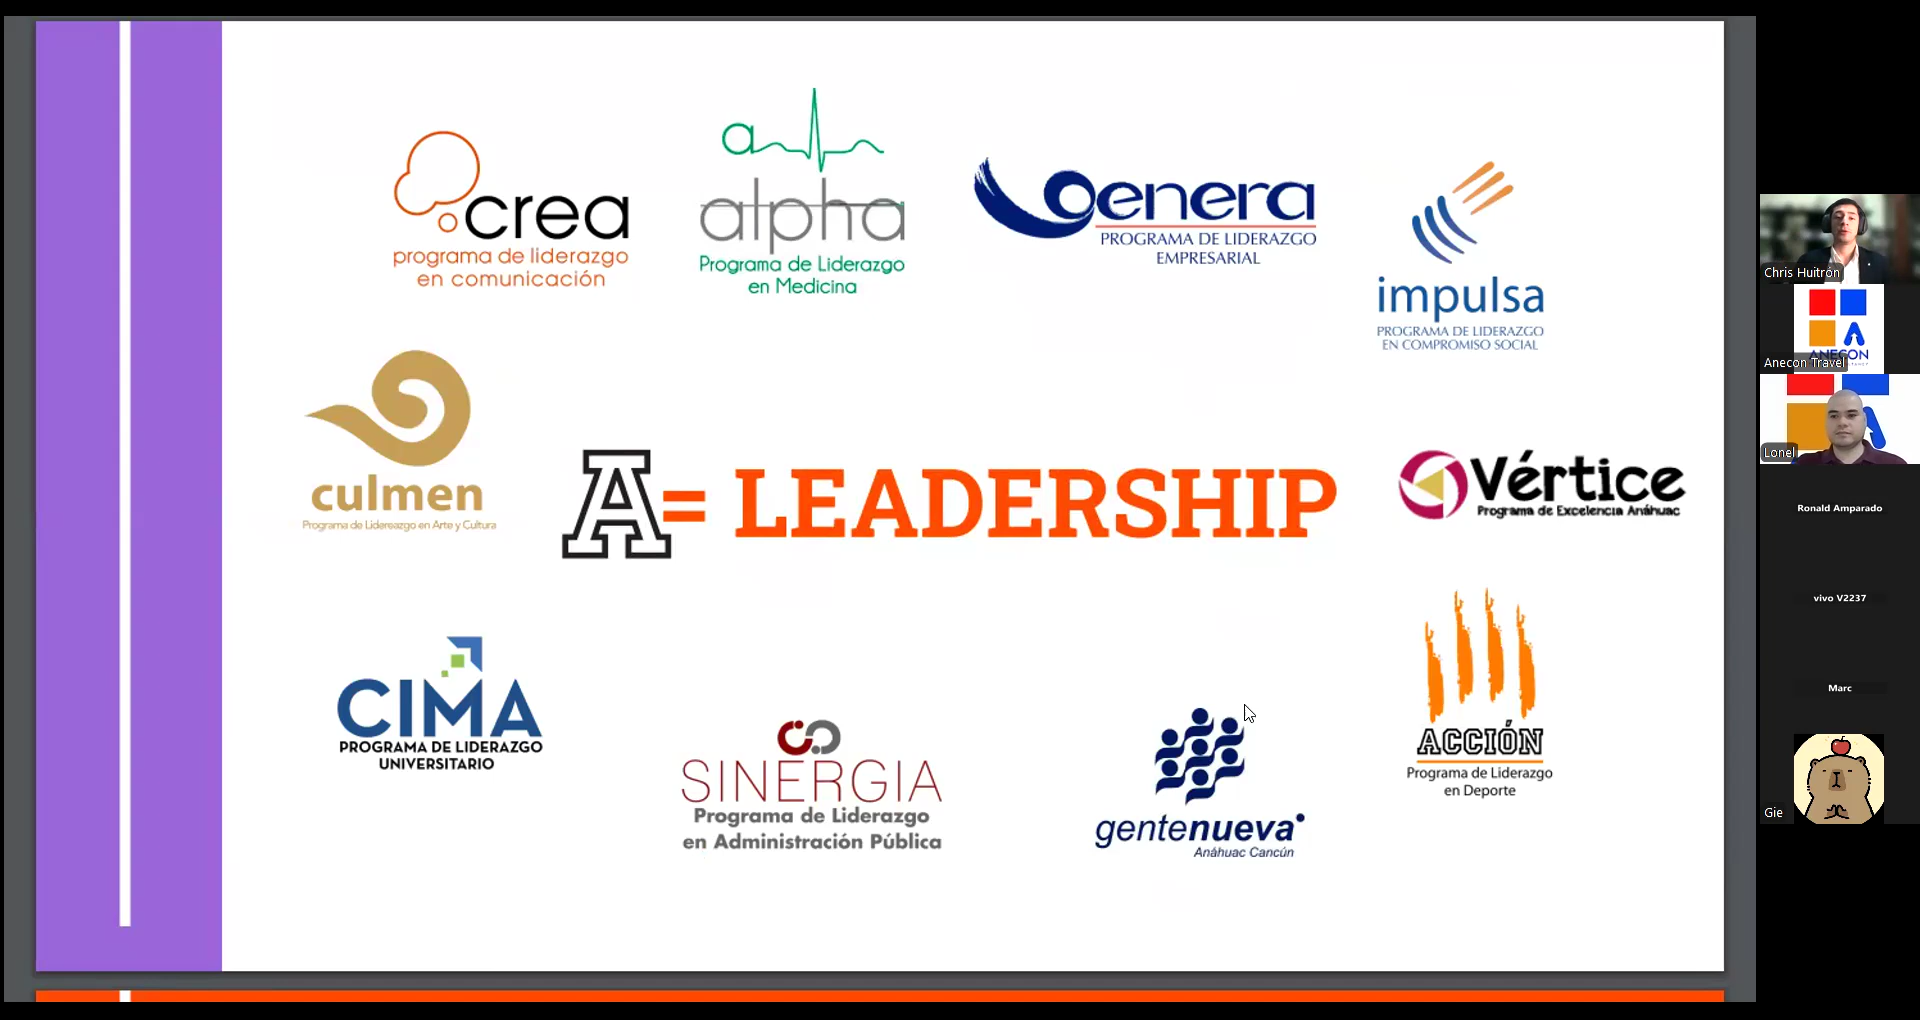 crea
programa de liderazgo
en comunicación
a
alpha
Programa de Liderazgo
en Medicina
Genera
PROGRAMA DE LIDERAZGO
EMPRESARIAL
impulsa
PROGRAMA DE LIDERAZGO
EN COMPROMISO SOCIAL
culmen
Programa de Lidereazgo en Arte y Cultura
A= LEADERSHIP
Vértice
Programa de Excelencia Anáhuac
CIMA
PROGRAMA DE LIDERAZGO
UNIVERSITARIO
SINERGIA
Programa de Liderazgo
en Administración Pública
gentenueva
Anáhuac Cancún
ACCIÓN
Programa de Liderazgo
en Deporte
Chris Huitrón
ANECON
Anecon Travel
Lonel
Ronald Amparado
vivo V2237
Marc
Gie